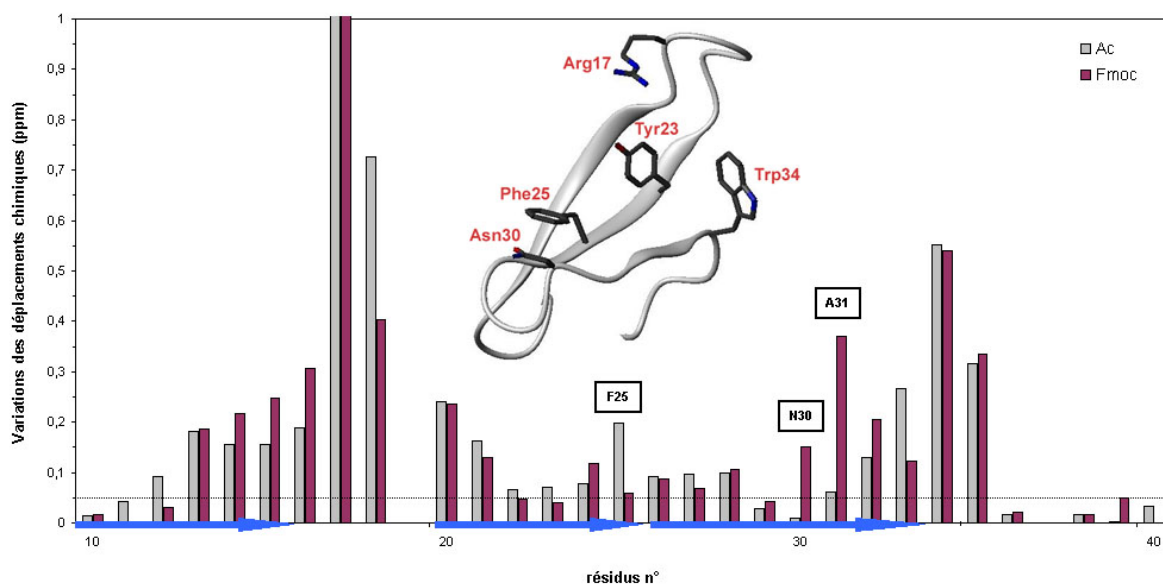 Variations des déplacements chimiques (ppm)
1
0,9
0,8
0,7
0,6
0,5
0,4
0,3
0,2
0,1
0
Ac
Fmoc
Arg17
Tyr23
Trp34
Phe25
Asn30
A31
F25
N30
10
20
30
40
résidus n°